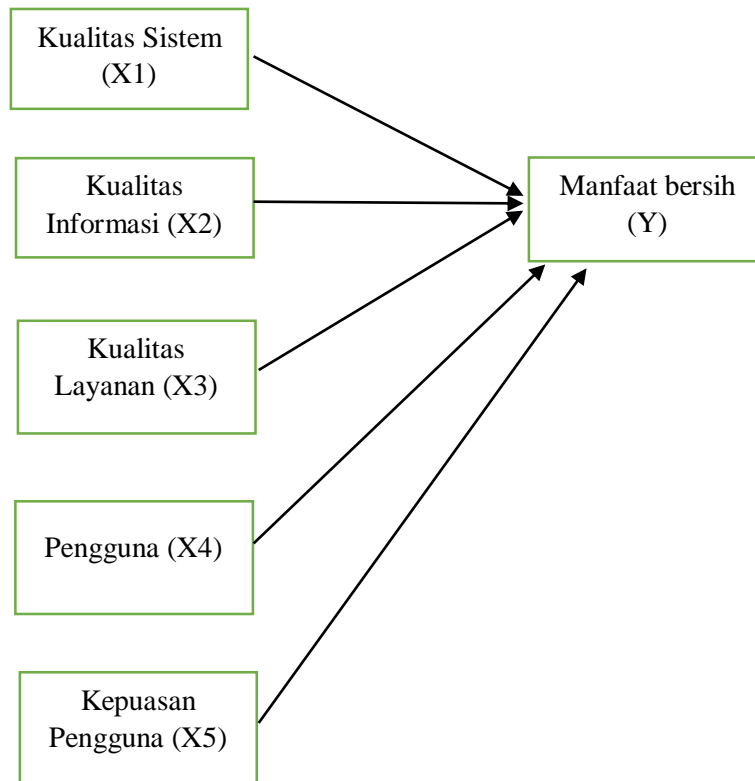 Kualitas Sistem
(X1)
Kualitas
Informasi (X2)
Manfaat bersih
(Y)
Kualitas
Layanan (X3)
Pengguna (X4)
Kepuasan
Pengguna (X5)